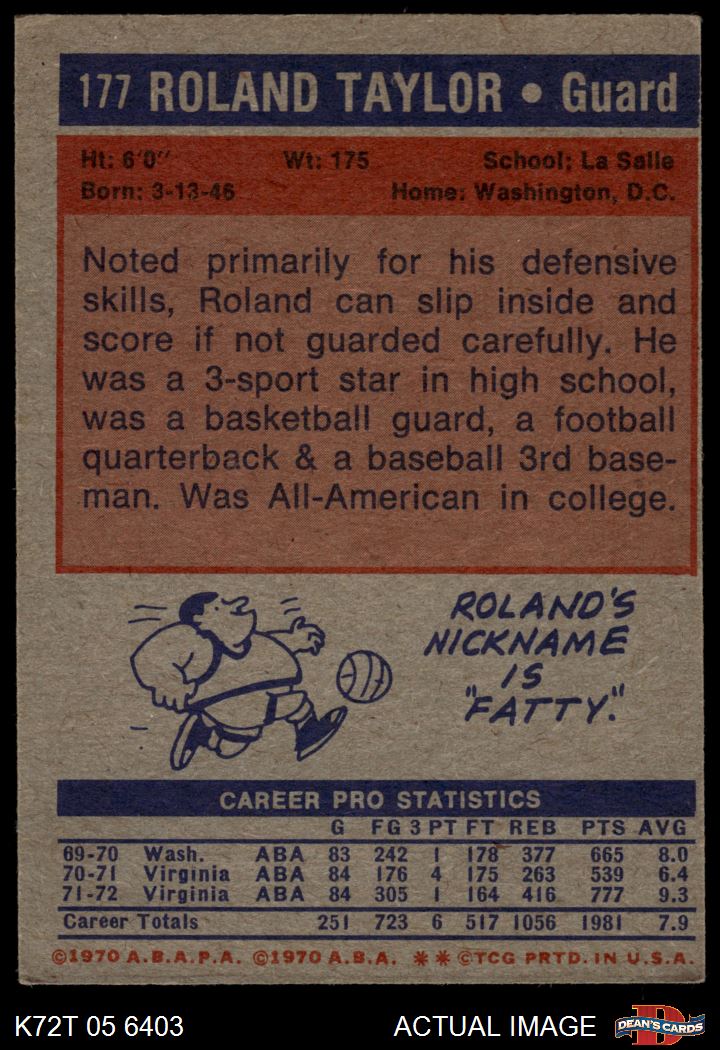 177 ROLAND TAYLOR • Guard
Ht: 6'0" Wt: 175 School: La Salle
Born: 3-13-46 Home: Washington, D.C.
Noted primarily for his defensive
skills, Roland can slip inside and
score if not guarded carefully. He
was a 3-sport star in high school,
was a basketball guard, a football
quarterback & a baseball 3rd base-
man. Was All-American in college.
ROLAND'S
NICKNAME
IS
"FATTY."
CAREER PRO STATISTICS
G FG 3 PT FT REB PTS AVG
69-70 Wash. ABA 83 242 1 178 377 665 8.0
70-71 Virginia ABA 84 176 4 175 263 539 6.4
71-72 Virginia ABA 84 305 1 164 416 777 9.3
Career Totals 251 723 6 517 1056 1981 7.9
©1970 A.B.A.P.A. ©1970 A.B.A. ** ©TCG PRTD. IN U.S.A.
K72T 05 6403 ACTUAL IMAGE DEAN'S CARDS